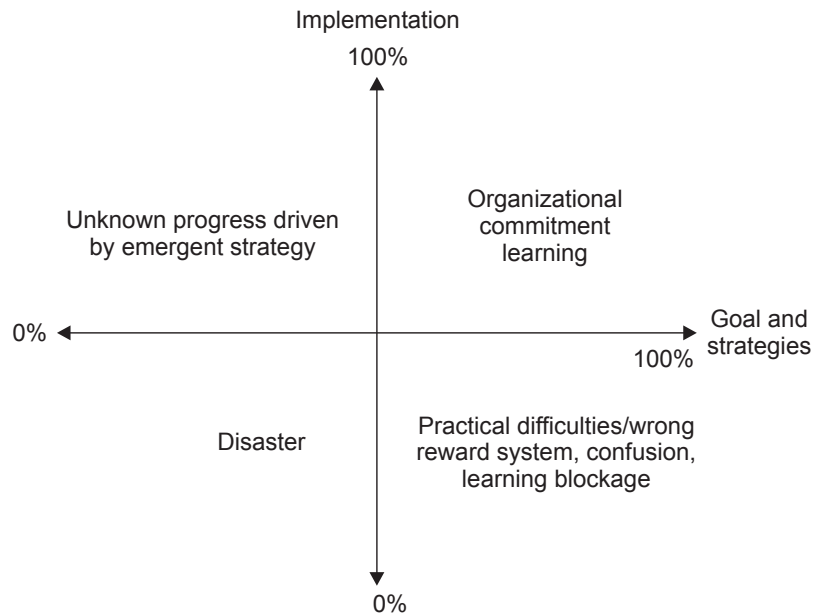 Implementation
100%
Unknown progress driven
by emergent strategy
Organizational
commitment
learning
0%
Goal and
strategies
100%
Disaster
Practical difficulties/wrong
reward system, confusion,
learning blockage
0%